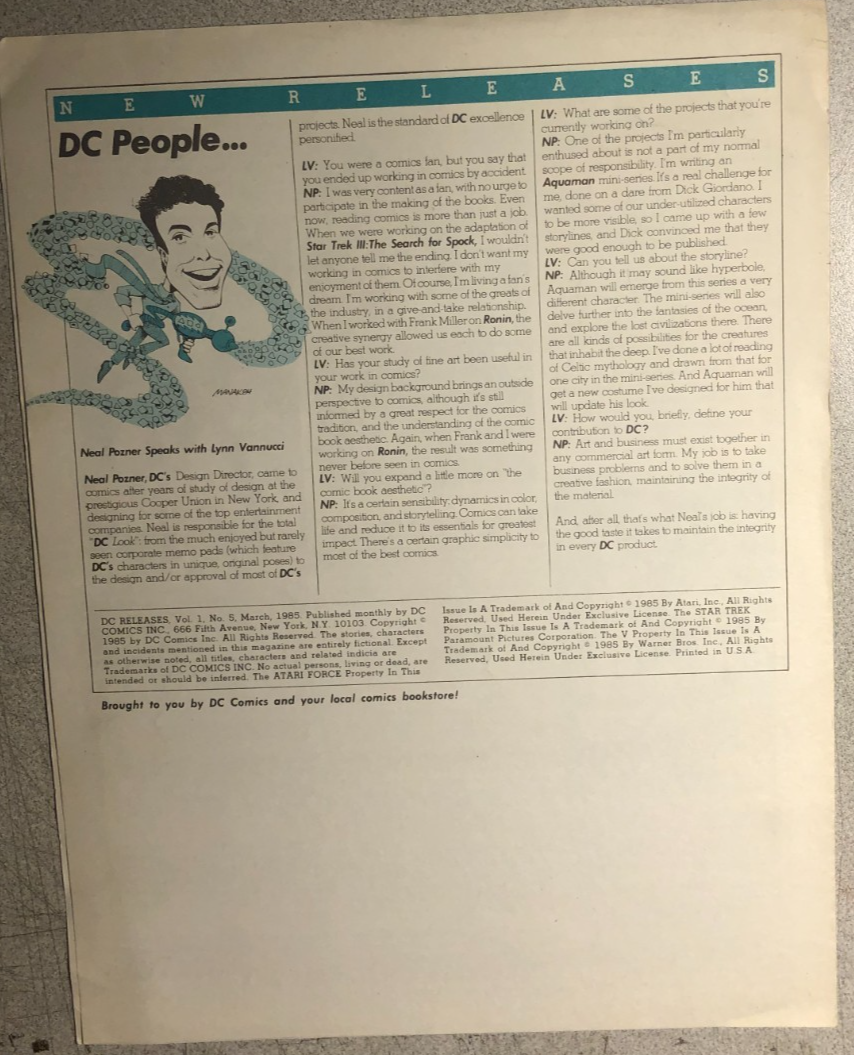 NEW RELEASES
DC People...
MANAK84
Neal Pozner Speaks with Lynn Vannucci
Neal Pozner, DC's Design Director, came to
comics after years of study of design at the
prestigious Cooper Union in New York, and
designing for some of the top entertainment
companies. Neal is responsible for the total
"DC Look": from the much enjoyed but rarely
seen corporate memo pads (which feature
DC's characters in unique, original poses) to
the design and/or approval of most of DC's
projects. Neal is the standard of DC excellence
personified.
LV: You were a comics fan, but you say that
you ended up working in comics by accident.
NP: I was very content as a fan, with no urge to
participate in the making of the books. Even
now, reading comics is more than just a job.
When we were working on the adaptation of
Star Trek III: The Search for Spock, I wouldn't
let anyone tell me the ending. I don't want my
working in comics to interfere with my
enjoyment of them. Of course, I'm living a fan's
dream. I'm working with some of the greats of
the industry, in a give-and-take relationship.
When I worked with Frank Miller on Ronin, the
creative synergy allowed us each to do some
of our best work.
LV: Has your study of fine art been useful in
your work in comics?
NP: My design background brings an outside
perspective to comics, although it's still
informed by a great respect for the comics
tradition, and the understanding of the comic
book aesthetic. Again, when Frank and I were
working on Ronin, the result was something
never before seen in comics.
LV: Will you expand a little more on "the
comic book aesthetic"?
NP: It's a certain sensibility: dynamics in color,
composition, and storytelling. Comics can take
life and reduce it to its essentials for greatest
impact. There's a certain graphic simplicity to
most of the best comics.
LV: What are some of the projects that you're
currently working on?
NP: One of the projects I'm particularly
enthused about is not a part of my normal
scope of responsibility. I'm writing an
Aquaman mini-series. It's a real challenge for
me, done on a dare from Dick Giordano. I
wanted some of our under-utilized characters
to be more visible, so I came up with a few
storylines, and Dick convinced me that they
were good enough to be published.
LV: Can you tell us about the storyline?
NP: Although it may sound like hyperbole,
Aquaman will emerge from this series a very
different character. The mini-series will also
delve further into the fantasies of the ocean,
and explore the lost civilizations there. There
are all kinds of possibilities for the creatures
that inhabit the deep. I've done a lot of reading
of Celtic mythology and drawn from that for
one city in the mini-series. And Aquaman will
get a new costume I've designed for him that
will update his look.
LV: How would you, briefly, define your
contribution to DC?
NP: Art and business must exist together in
any commercial art form. My job is to take
business problems and to solve them in a
creative fashion, maintaining the integrity of
the material.
And, after all, that's what Neal's job is: having
the good taste it takes to maintain the integrity
in every DC product.
DC RELEASES, Vol. 1, No. 5, March, 1985. Published monthly by DC
COMICS INC., 666 Fifth Avenue, New York, N.Y. 10103. Copyright ©
1985 by DC Comics Inc. All Rights Reserved. The stories, characters
and incidents mentioned in this magazine are entirely fictional. Except
as otherwise noted, all titles, characters and related indicia are
Trademarks of DC COMICS INC. No actual persons, living or dead, are
intended or should be inferred. The ATARI FORCE Property In This
Issue Is A Trademark of And Copyright © 1985 By Atari, Inc., All Rights
Reserved, Used Herein Under Exclusive License. The STAR TREK
Property In This Issue Is A Trademark of And Copyright © 1985 By
Paramount Pictures Corporation. The V Property In This Issue Is A
Trademark of And Copyright © 1985 By Warner Bros. Inc., All Rights
Reserved, Used Herein Under Exclusive License. Printed in U.S.A.
Brought to you by DC Comics and your local comics bookstore!